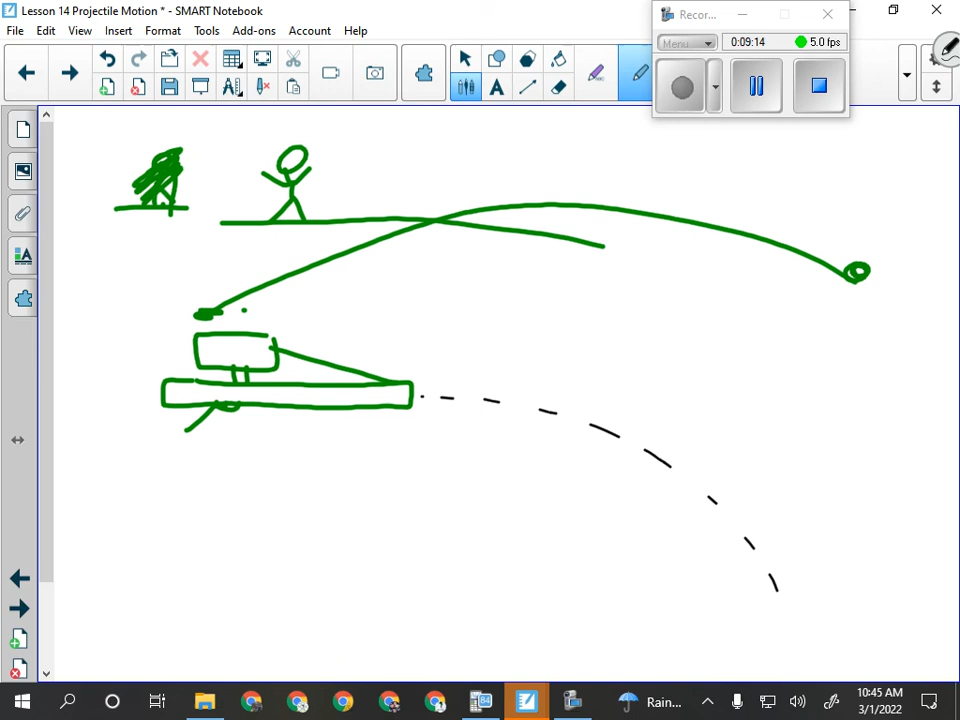 Lesson 14 Projectile Motion * - SMART Notebook
Recor...
File Edit View Insert Format Tools Add-ons Account Help
Menu
0:09:14
5.0 fps
A
A
Rain...
10:45 AM
3/1/2022